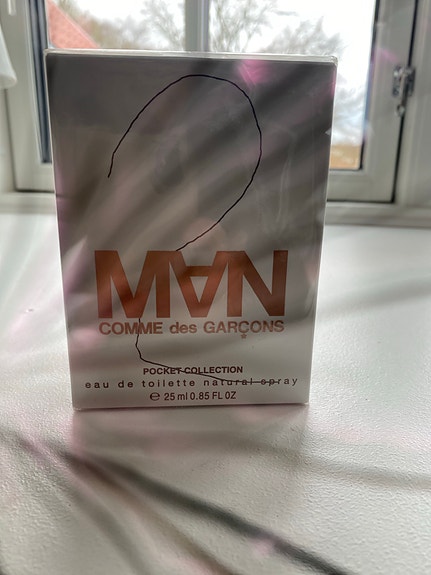 2
MAN
COMME des GARÇONS
POCKET COLLECTION
eau de toilette natural spray
℮ 25 ml 0.85 FL OZ